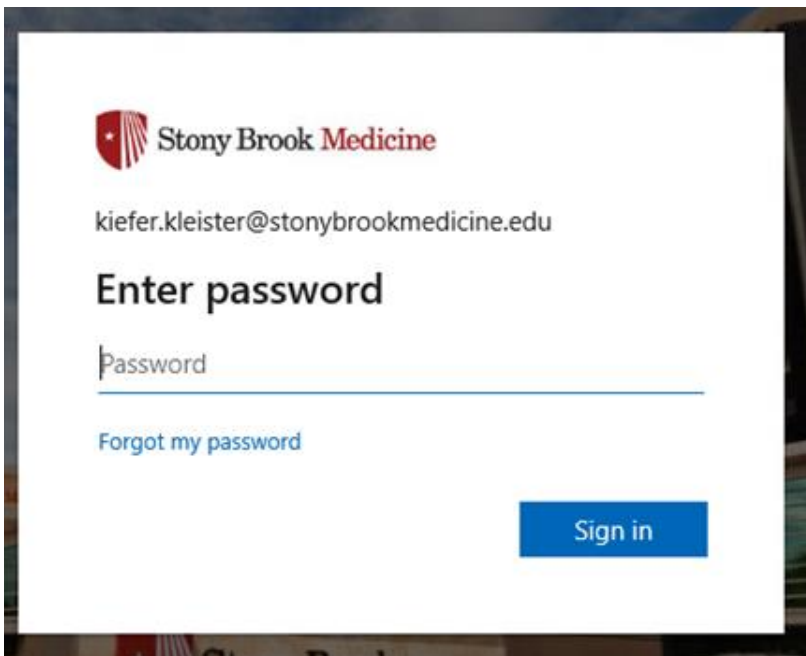 Stony Brook Medicine
kiefer.kleister@stonybrookmedicine.edu
Enter password
Password
Forgot my password
Sign in